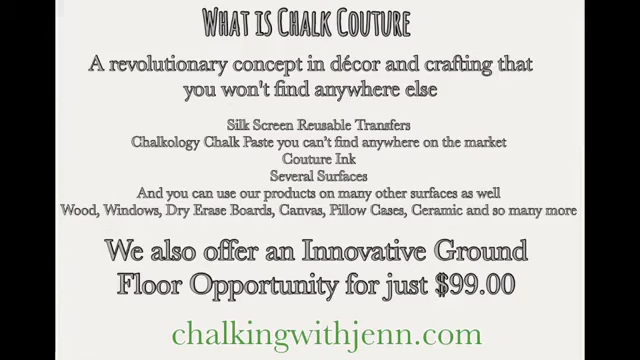 What is Chalk Couture
A revolutionary concept in décor and crafting that
you won't find anywhere else
Silk Screen Reusable Transfers
Chalkology Chalk Paste you can't find anywhere on the market
Couture Ink
Several Surfaces
And you can use our products on many other surfaces as well
Wood, Windows, Dry Erase Boards, Canvas, Pillow Cases, Ceramic and so many more
We also offer an Innovative Ground
Floor Opportunity for just $99.00
chalkingwithjenn.com